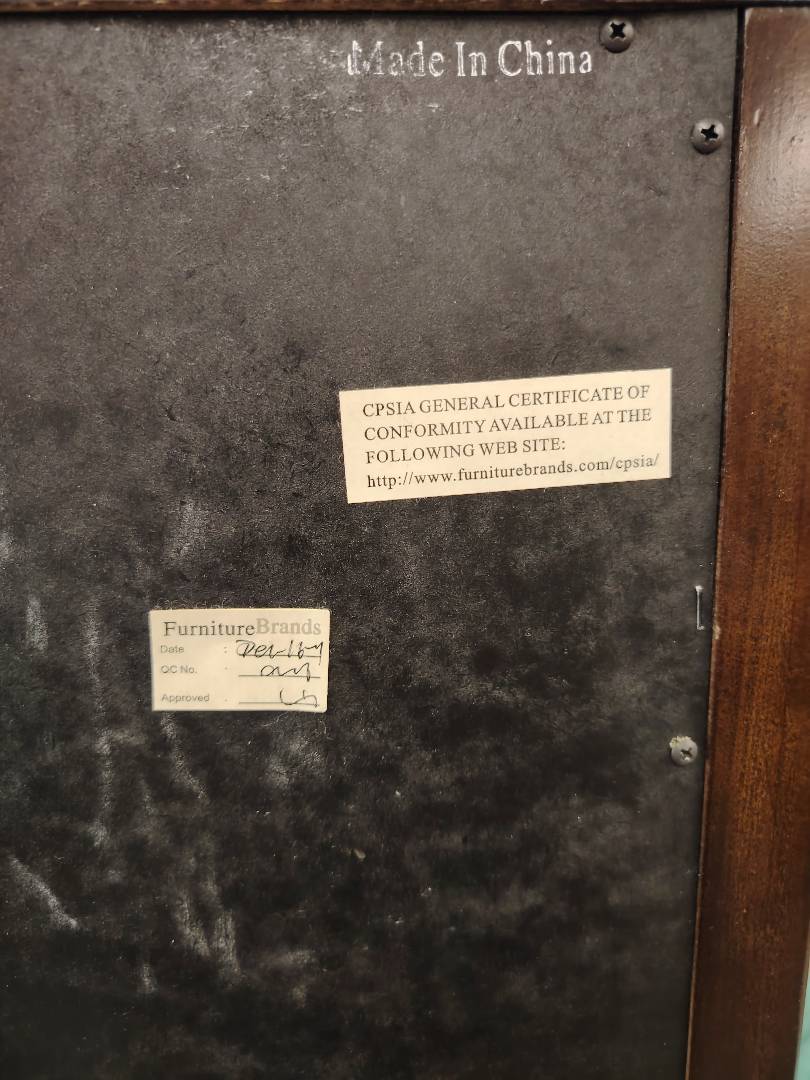 Made In China
CPSIA GENERAL CERTIFICATE OF
CONFORMITY AVAILABLE AT THE
FOLLOWING WEB SITE:
http://www.furniturebrands.com/cpsia/
FurnitureBrands
Date :
QC No. :
Approved :